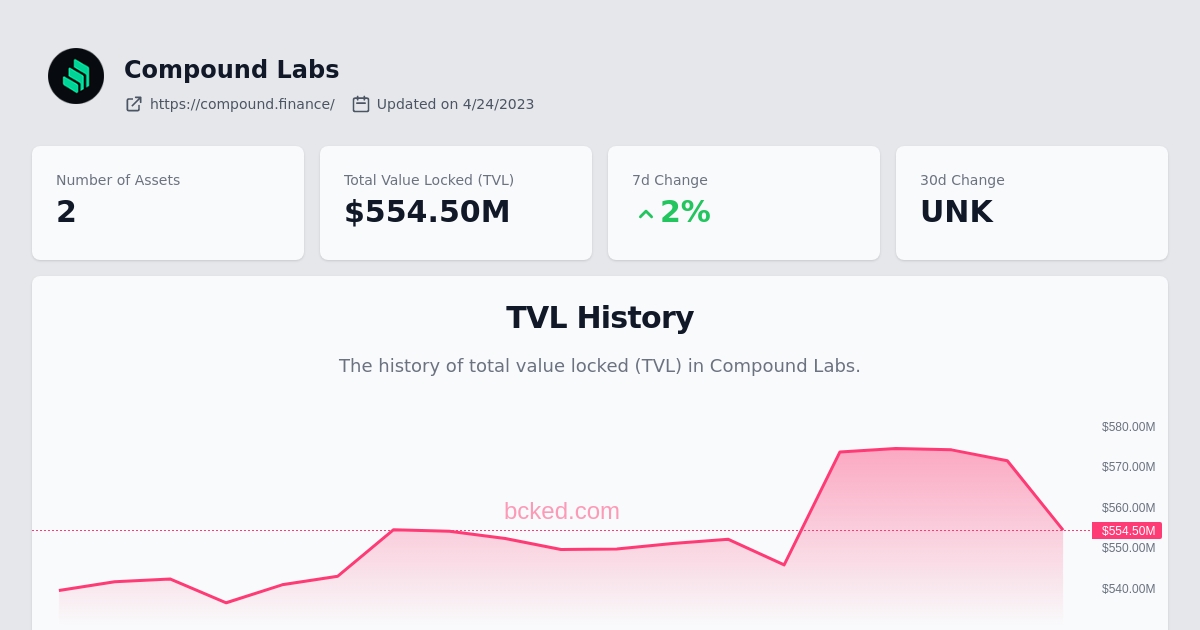 Compound Labs
https://compound.finance/ Updated on 4/24/2023
Number of Assets
2
Total Value Locked (TVL)
$554.50M
7d Change
2%
30d Change
UNK
TVL History
The history of total value locked (TVL) in Compound Labs.
$580.00M
$570.00M
bcked.com
$560.00M
$554.50M
$550.00M
$540.00M